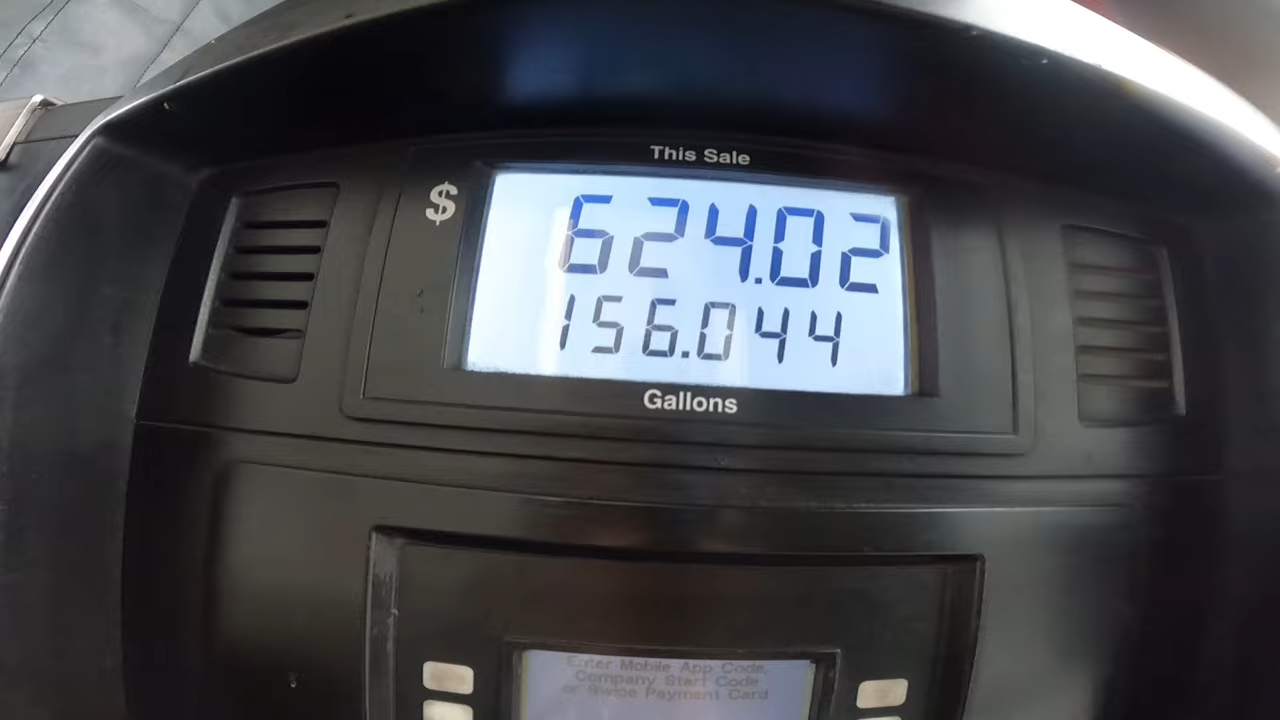 This Sale
$ 624.02
156.044
Gallons
Enter Mobile App Code,
Company Start Code
or Swipe Payment Card